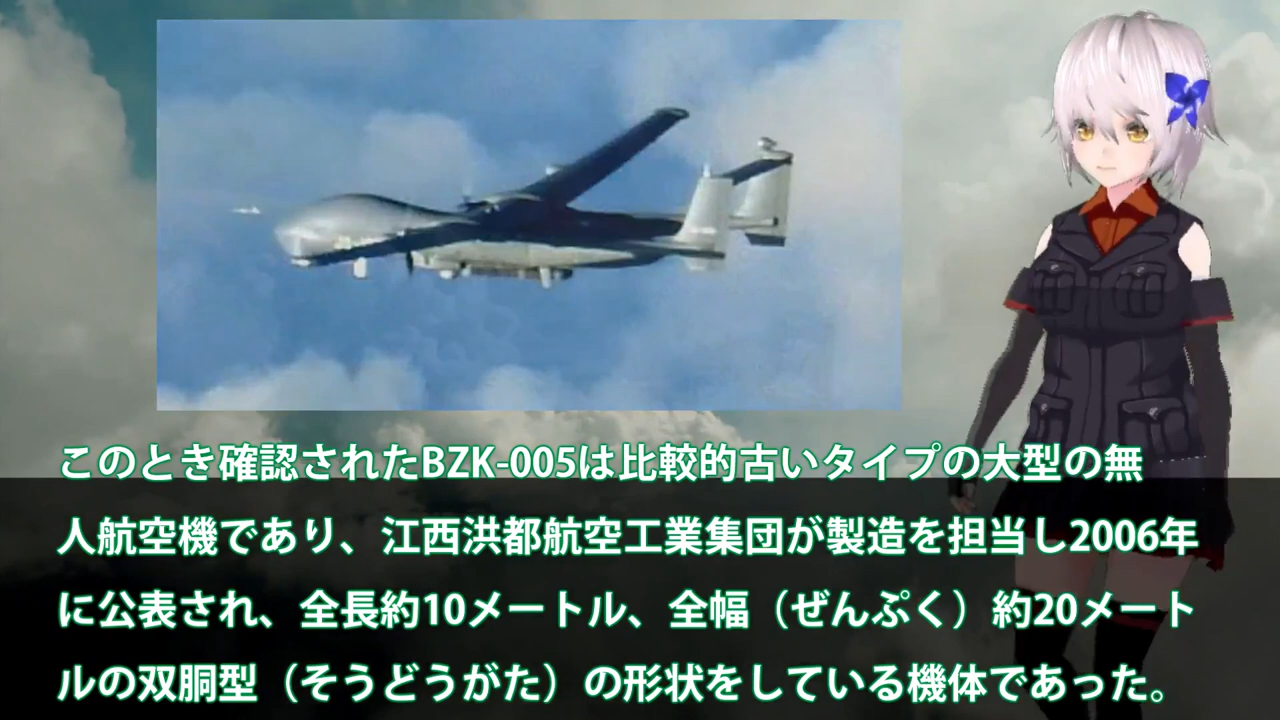 このとき確認されたBZK-005は比較的古いタイプの大型の無
人航空機であり、江西洪都航空工業集団が製造を担当し2006年
に公表され、全長約10メートル、全幅（ぜんぷく）約20メート
ルの双胴型（そうどうがた）の形状をしている機体であった。